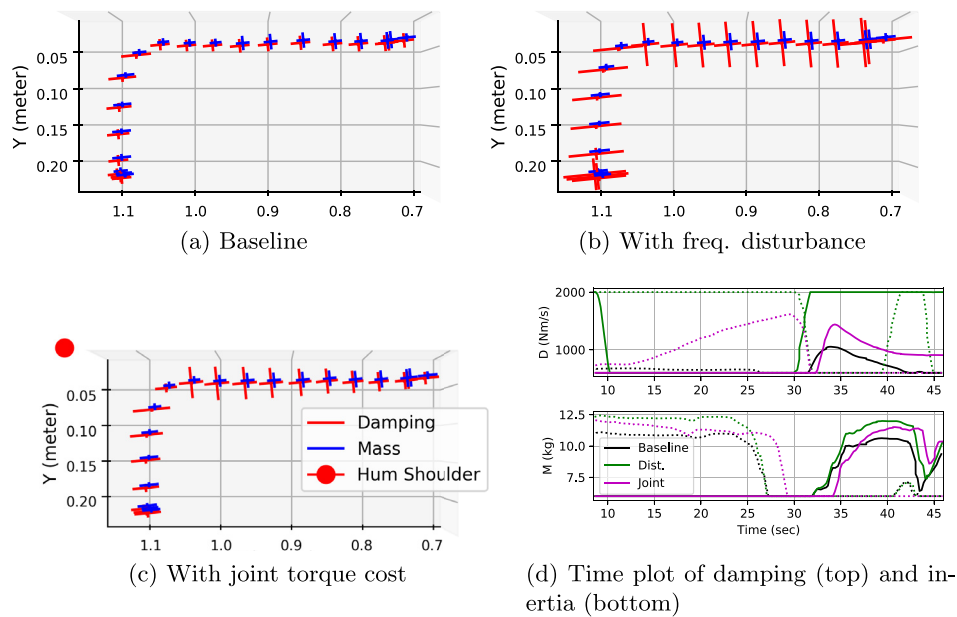 0.05
0.10
0.15
0.20
Y (meter)
1.1 1.0 0.9 0.8 0.7
(a) Baseline
0.05
0.10
0.15
0.20
Y (meter)
1.1 1.0 0.9 0.8 0.7
(b) With freq. disturbance
0.05
0.10
0.15
0.20
Y (meter)
Damping
Mass
Hum Shoulder
1.1 1.0 0.9 0.8 0.7
(c) With joint torque cost
2000
1000
D (Nm/s)
10 15 20 25 30 35 40 45
12.5
10.0
7.5
M (kg)
Baseline
Dist.
Joint
10 15 20 25 30 35 40 45
Time (sec)
(d) Time plot of damping (top) and in-
ertia (bottom)